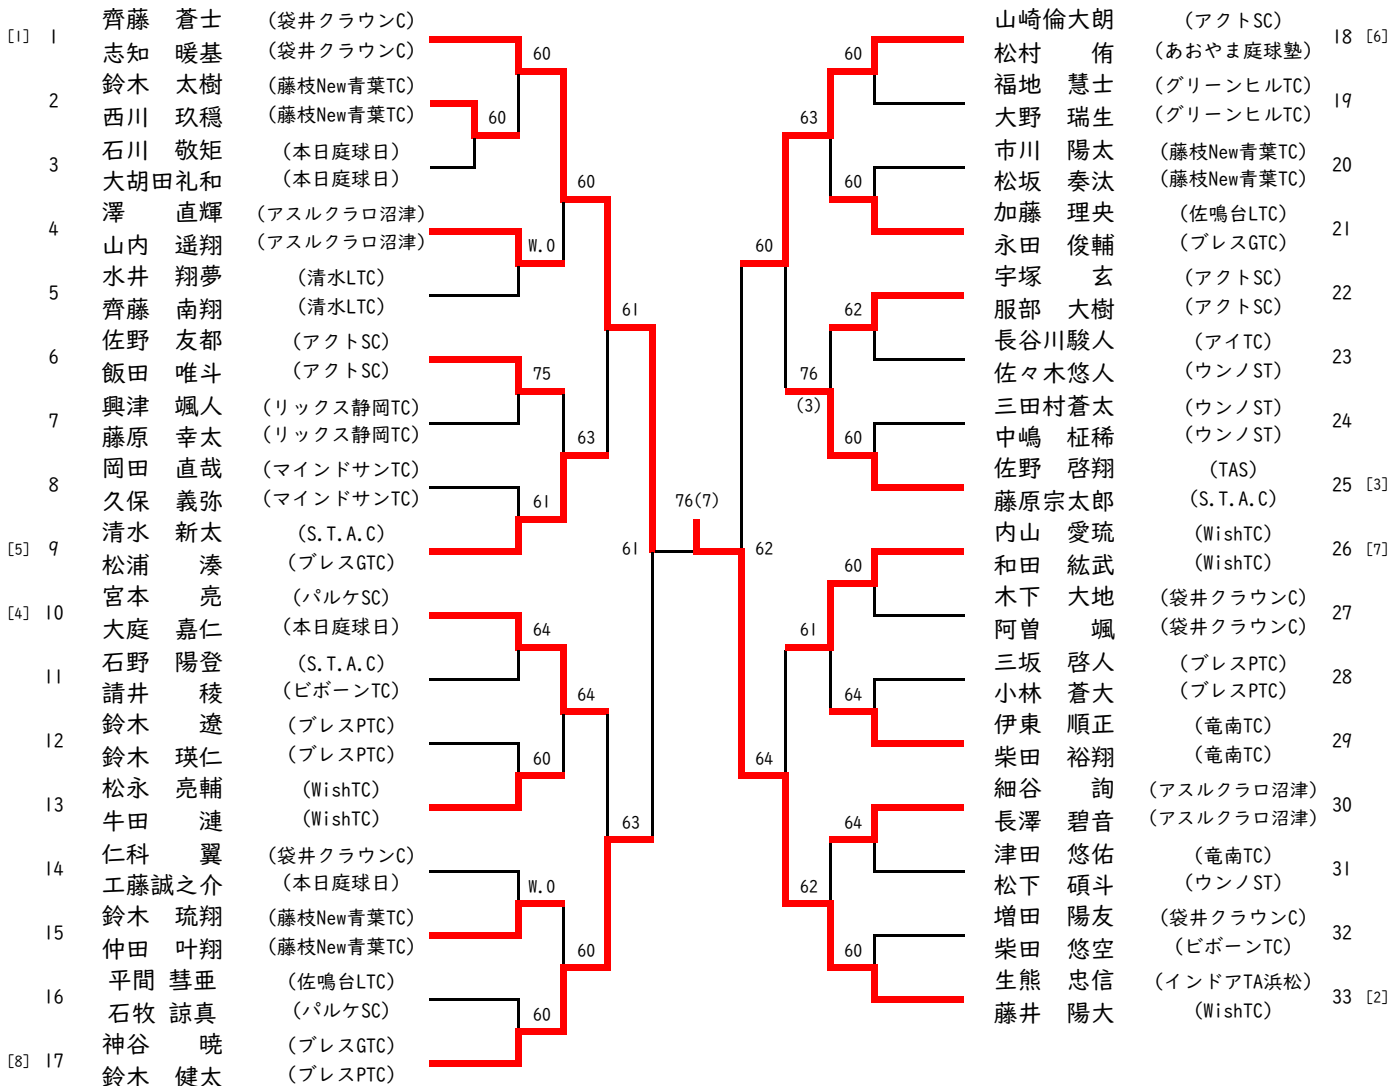 [1] 1 齊藤 蒼士 (袋井クラウンC)
志知 暖基 (袋井クラウンC)
2 鈴木 太樹 (藤枝New青葉TC)
西川 玖穏 (藤枝New青葉TC)
3 石川 敬矩 (本日庭球日)
大胡田礼和 (本日庭球日)
4 澤 直輝 (アスルクラロ沼津)
山内 遥翔 (アスルクラロ沼津)
5 水井 翔夢 (清水LTC)
齊藤 南翔 (清水LTC)
6 佐野 友都 (アクトSC)
飯田 唯斗 (アクトSC)
7 興津 颯人 (リックス静岡TC)
藤原 幸太 (リックス静岡TC)
8 岡田 直哉 (マインドサンTC)
久保 義弥 (マインドサンTC)
[5] 9 清水 新太 (S.T.A.C)
松浦 湊 (ブレスGTC)
[4] 10 宮本 亮 (パルケSC)
大庭 嘉仁 (本日庭球日)
11 石野 陽登 (S.T.A.C)
請井 稜 (ビボーンTC)
12 鈴木 遼 (ブレスPTC)
鈴木 瑛仁 (ブレスPTC)
13 松永 亮輔 (WishTC)
牛田 漣 (WishTC)
14 仁科 翼 (袋井クラウンC)
工藤誠之介 (本日庭球日)
15 鈴木 琉翔 (藤枝New青葉TC)
仲田 叶翔 (藤枝New青葉TC)
16 平間 彗亜 (佐鳴台LTC)
石牧 諒真 (パルケSC)
[8] 17 神谷 暁 (ブレスGTC)
鈴木 健太 (ブレスPTC)
60
60
60
W.0
61
75
63
61
61
64
64
60
63
W.0
60
60
76(7)
60
63
60
60
62
76
(3)
60
62
60
61
64
64
64
62
60
山崎倫大朗 (アクトSC) 18 [6]
松村 侑 (あおやま庭球塾)
福地 慧士 (グリーンヒルTC) 19
大野 瑞生 (グリーンヒルTC)
市川 陽太 (藤枝New青葉TC) 20
松坂 奏汰 (藤枝New青葉TC)
加藤 理央 (佐鳴台LTC) 21
永田 俊輔 (ブレスGTC)
宇塚 玄 (アクトSC) 22
服部 大樹 (アクトSC)
長谷川駿人 (アイTC) 23
佐々木悠人 (ウンノST)
三田村蒼太 (ウンノST) 24
中嶋 柾稀 (ウンノST)
佐野 啓翔 (TAS) 25 [3]
藤原宗太郎 (S.T.A.C)
内山 愛琉 (WishTC) 26 [7]
和田 紘武 (WishTC)
木下 大地 (袋井クラウンC) 27
阿曽 颯 (袋井クラウンC)
三坂 啓人 (ブレスPTC) 28
小林 蒼大 (ブレスPTC)
伊東 順正 (竜南TC) 29
柴田 裕翔 (竜南TC)
細谷 詢 (アスルクラロ沼津) 30
長澤 碧音 (アスルクラロ沼津)
津田 悠佑 (竜南TC) 31
松下 碩斗 (ウンノST)
増田 陽友 (袋井クラウンC) 32
柴田 悠空 (ビボーンTC)
生熊 忠信 (インドアTA浜松) 33 [2]
藤井 陽大 (WishTC)